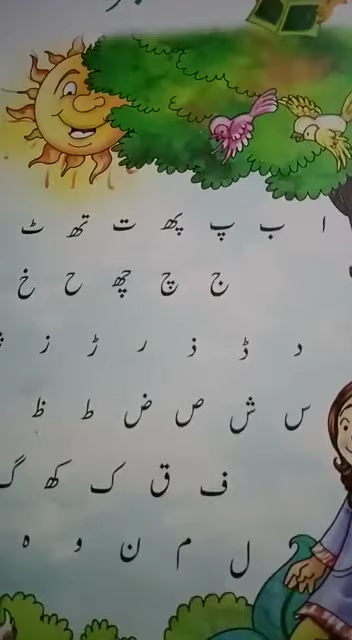 ا ب پ پھ ت تھ ٹ
ج چ چھ ح خ
د ڈ ذ ر ڑ ز
س ش ص ض ط ظ
ف ق ک کھ گ
ل م ن و ہ